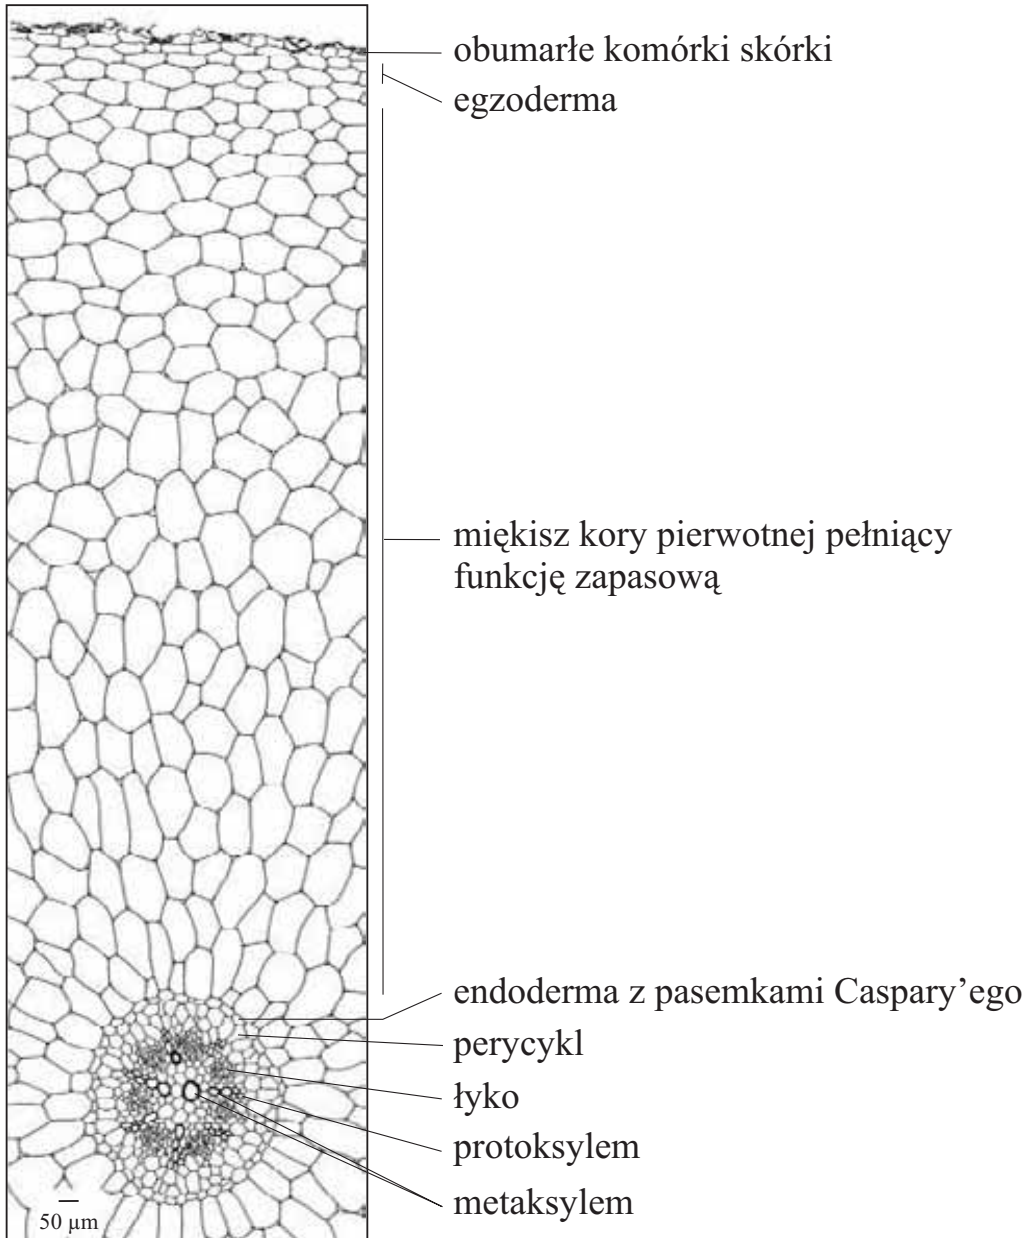 obumarłe komórki skórki
egzoderma
miękisz kory pierwotnej pełniący
funkcję zapasową
endoderma z pasemkami Caspary’ego
perycykl
łyko
protoksylem
metaksylem
50 µm